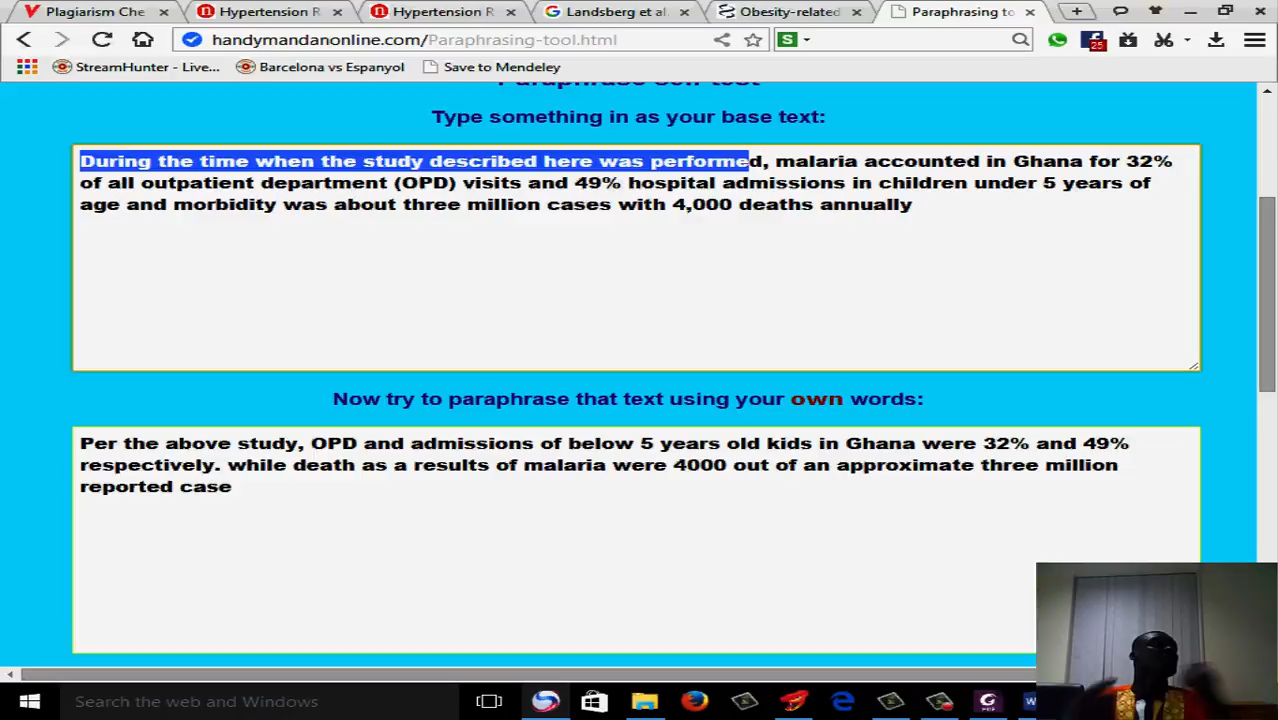 Plagiarism Che
Hypertension R
Hypertension R
Landsberg et al.
Obesity-related
Paraphrasing to
handymandanonline.com/Paraphrasing-tool.html
S
25
StreamHunter - Live...
Barcelona vs Espanyol
Save to Mendeley
Paraphrase self-test
Type something in as your base text:
During the time when the study described here was performed, malaria accounted in Ghana for 32%
of all outpatient department (OPD) visits and 49% hospital admissions in children under 5 years of
age and morbidity was about three million cases with 4,000 deaths annually
Now try to paraphrase that text using your own words:
Per the above study, OPD and admissions of below 5 years old kids in Ghana were 32% and 49%
respectively. while death as a results of malaria were 4000 out of an approximate three million
reported case
Search the web and Windows